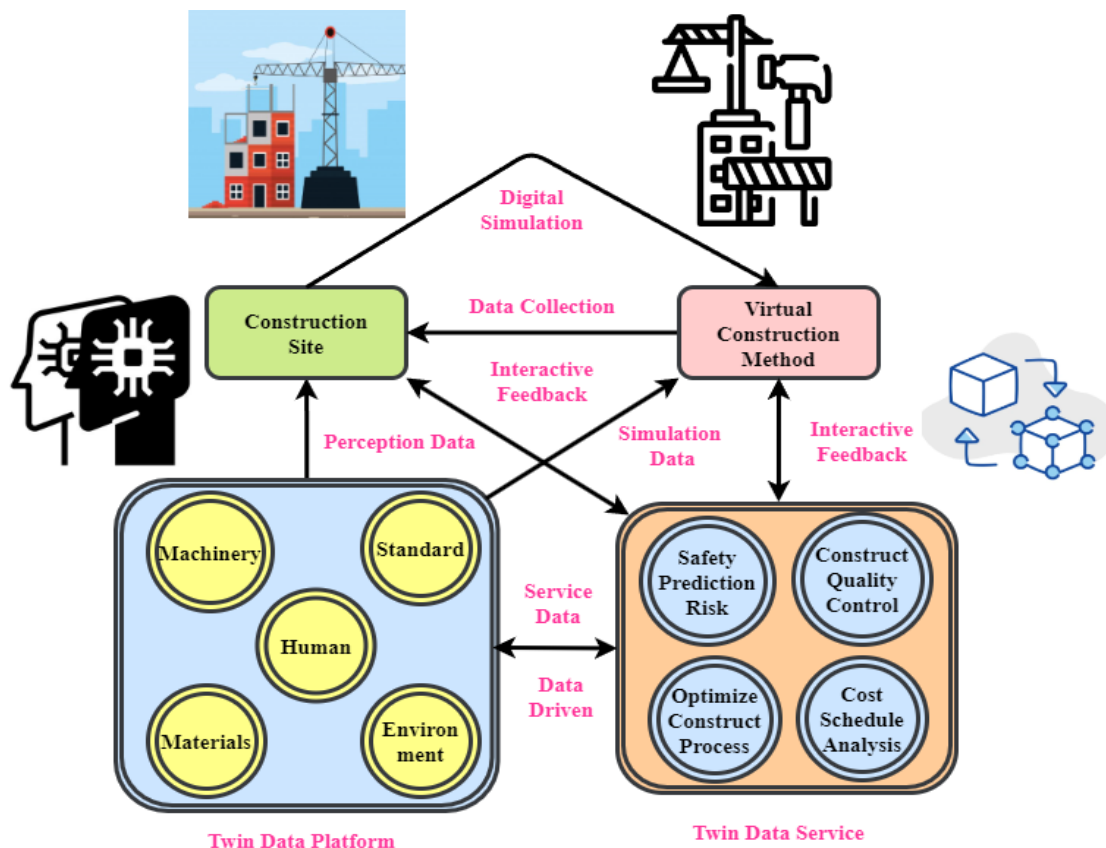 Digital
Simulation
Construction
Site
Data Collection
Virtual
Construction
Method
Interactive
Feedback
Perception Data
Simulation
Data
Interactive
Feedback
Machinery
Standard
Human
Materials
Environ
ment
Service
Data
Data
Driven
Safety
Prediction
Risk
Construct
Quality
Control
Optimize
Construct
Process
Cost
Schedule
Analysis
Twin Data Platform
Twin Data Service